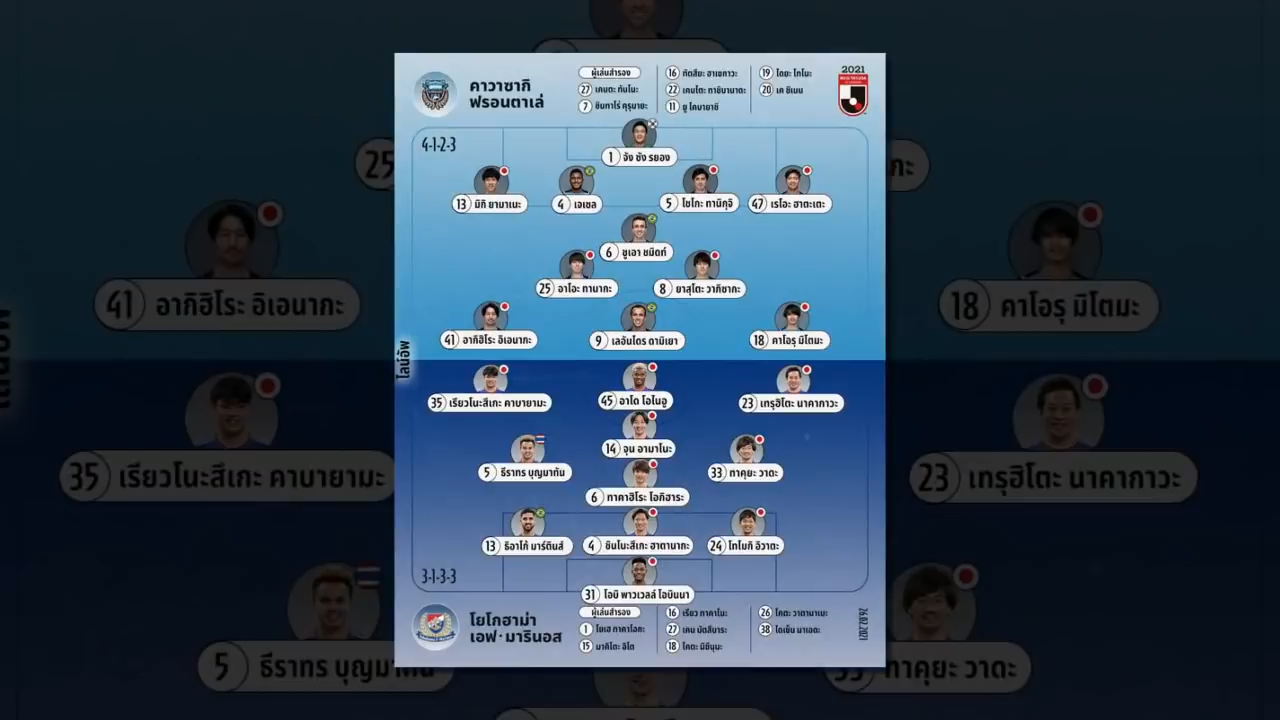 คาวาซากิ
ฟรอนตาเล่
ผู้เล่นสำรอง
27 เคนตะ ทันโนะ
7 ชินทาโร่ คุรุมายะ
16 ทัตสึยะ ฮาเซกาวะ
22 เคนโตะ ทาชิบานาดะ
11 ยู โคบายาชิ
19 ไดยะ โทโนะ
20 เค ชิเนน
2021
4-1-2-3
1 จัง ซัง รยอง
13 มิกิ ยามาเนะ
4 เจเซล
5 โชโกะ ทานิกุจิ
47 เรโอะ ฮาตะเตะ
6 ชูเอา ชมิดท์
25 อาโอะ ทานากะ
8 ยาสุโตะ วากิซากะ
41 อากิฮิโระ อิเอนากะ
9 เลอันโดร ดามิเยา
18 คาโอรุ มิโตมะ
ไลน์อัพ
35 เรียวโนะสึเกะ คาบายามะ
45 อาโด โอไนอู
23 เทรุฮิโตะ นาคากาวะ
14 จุน อามาโนะ
5 ธีราทร บุญมาทัน
33 ทาคุยะ วาดะ
6 ทาคาฮิโระ โอกิฮาระ
13 ธิอาโก้ มาร์ตินส์
4 ชินโนะสึเกะ ฮาตานากะ
24 โทโมกิ อิวาตะ
31 โอบิ พาวเวลล์ โอบินนา
3-1-3-3
โยโกฮาม่า
เอฟ·มารินอส
ผู้เล่นสำรอง
1 โยเฮ ทาคาโอกะ
15 มากิโตะ อิโต
16 เรียว ทาคาโนะ
27 เคน มัตสึบาระ
18 โคตะ มิซึนุมะ
26 โคตะ วาตานาเบะ
38 ไดเซ็น มาเอดะ
26.02.2021
25
กะ
41 อากิฮิโระ อิเอนากะ
18 คาโอรุ มิโตมะ
35 เรียวโนะสึเกะ คาบายามะ
23 เทรุฮิโตะ นาคากาวะ
5 ธีราทร บุญมาทัน
33 ทาคุยะ วาดะ